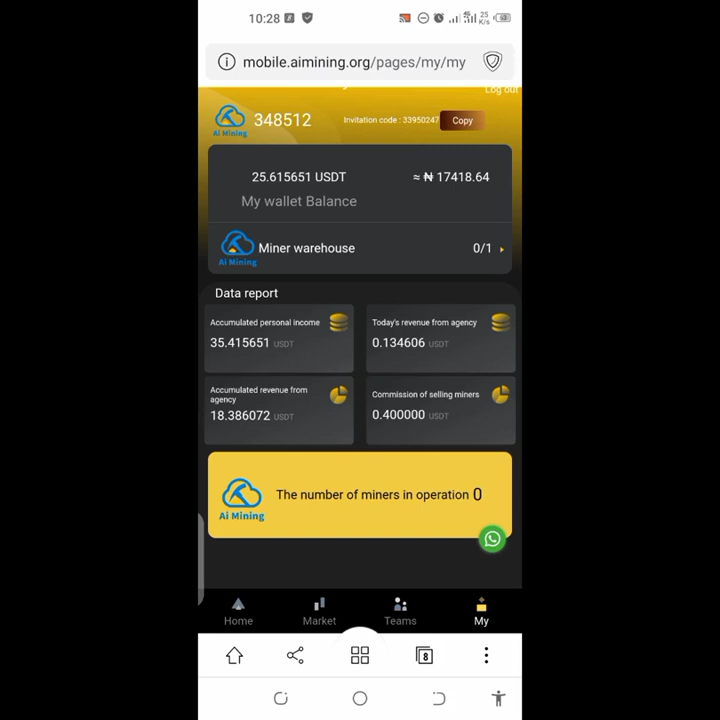 10:28
4G 25 K/s 58
mobile.aimining.org/pages/my/my
Log out
Ai Mining
348512
Invitation code : 33950247
Copy
25.615651 USDT
≈ ₦ 17418.64
My wallet Balance
Ai Mining
Miner warehouse
0/1
Data report
Accumulated personal income
35.415651 USDT
Today's revenue from agency
0.134606 USDT
Accumulated revenue from
agency
18.386072 USDT
Commission of selling miners
0.400000 USDT
Ai Mining
The number of miners in operation 0
Home
Market
Teams
My
8